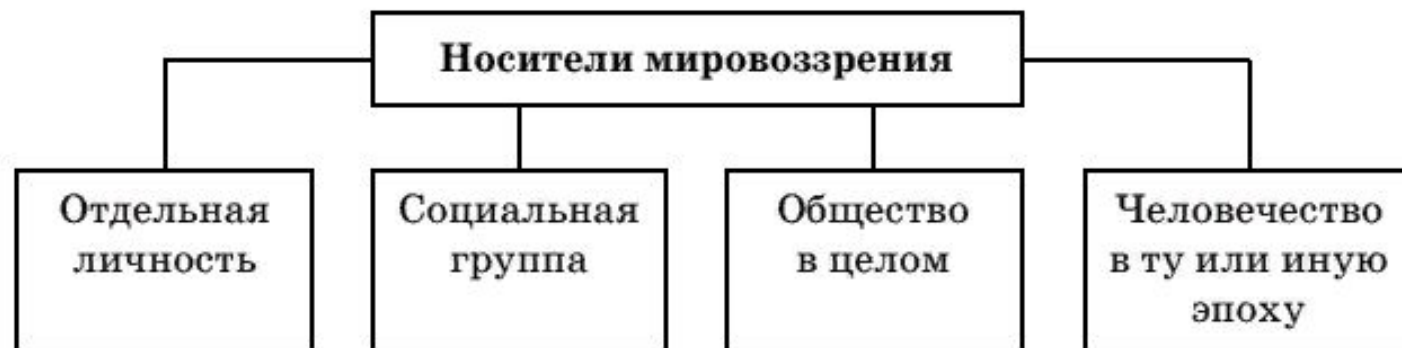 Носители мировоззрения
Отдельная
личность
Социальная
группа
Общество
в целом
Человечество
в ту или иную
эпоху